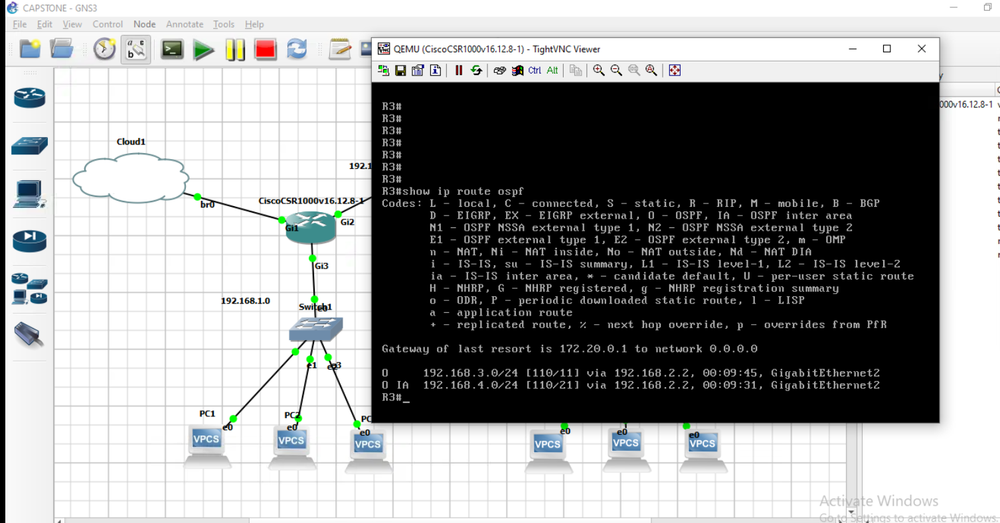 CAPSTONE - GNS3
File Edit View Control Node Annotate Tools Help
QEMU (CiscoCSR1000v16.12.8-1) - TightVNC Viewer
Ctrl Alt
R3#
R3#
R3#
R3#
R3#
R3#
R3#
R3#show ip route ospf
Codes: L - local, C - connected, S - static, R - RIP, M - mobile, B - BGP
D - EIGRP, EX - EIGRP external, O - OSPF, IA - OSPF inter area
N1 - OSPF NSSA external type 1, N2 - OSPF NSSA external type 2
E1 - OSPF external type 1, E2 - OSPF external type 2, m - OMP
n - NAT, Ni - NAT inside, No - NAT outside, Nd - NAT DIA
i - IS-IS, su - IS-IS summary, L1 - IS-IS level-1, L2 - IS-IS level-2
ia - IS-IS inter area, * - candidate default, U - per-user static route
H - NHRP, G - NHRP registered, g - NHRP registration summary
o - ODR, P - periodic downloaded static route, l - LISP
a - application route
+ - replicated route, % - next hop override, p - overrides from PfR
Gateway of last resort is 172.20.0.1 to network 0.0.0.0
O 192.168.3.0/24 [110/11] via 192.168.2.2, 00:09:45, GigabitEthernet2
O IA 192.168.4.0/24 [110/21] via 192.168.2.2, 00:09:31, GigabitEthernet2
R3#_
000v16.12.8-1
Cloud1
192.1
br0
CiscoCSR1000v16.12.8-1
Gi1
Gi2
Gi3
192.168.1.0
Switch1
e0
e1
e3
PC1
PC2
PC
e0
e0
e0
e0
e0
e0
VPCS
VPCS
VPCS
VPCS
VPCS
VPCS
Activate Windows
Go to Settings to activate Windows.